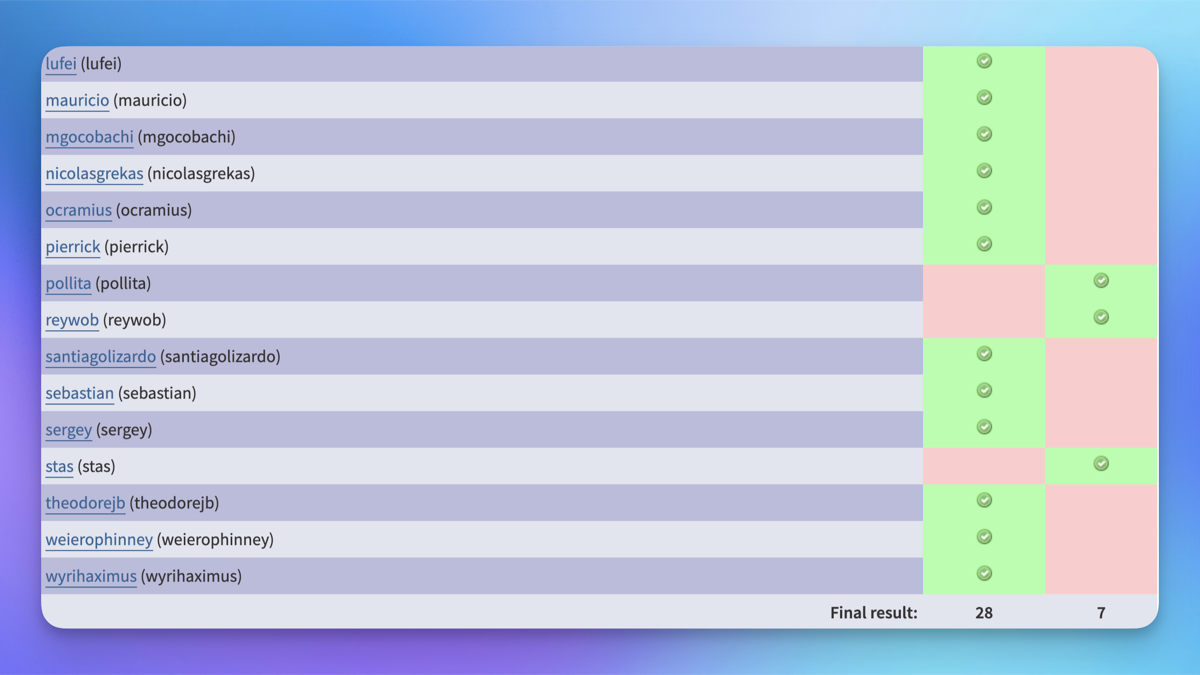 lufei (lufei)
mauricio (mauricio)
mgocobachi (mgocobachi)
nicolasgrekas (nicolasgrekas)
ocramius (ocramius)
pierrick (pierrick)
pollita (pollita)
reywob (reywob)
santiagolizardo (santiagolizardo)
sebastian (sebastian)
sergey (sergey)
stas (stas)
theodorejb (theodorejb)
weierophinney (weierophinney)
wyrihaximus (wyrihaximus)
Final result: 28 7